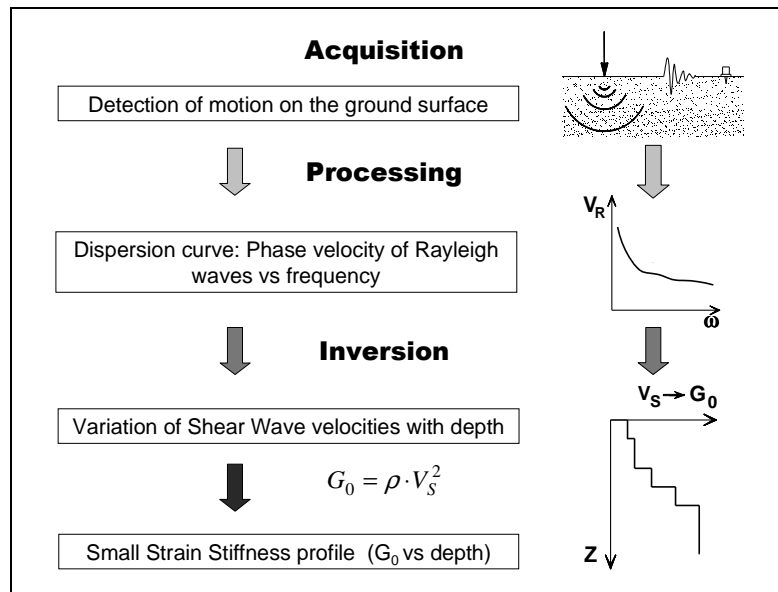 Acquisition
Detection of motion on the ground surface
Processing
V_R
Dispersion curve: Phase velocity of Rayleigh
waves vs frequency
ω
Inversion
V_S → G_0
Variation of Shear Wave velocities with depth
G_0 = ρ · V_S^2
Small Strain Stiffness profile (G_0 vs depth)
Z